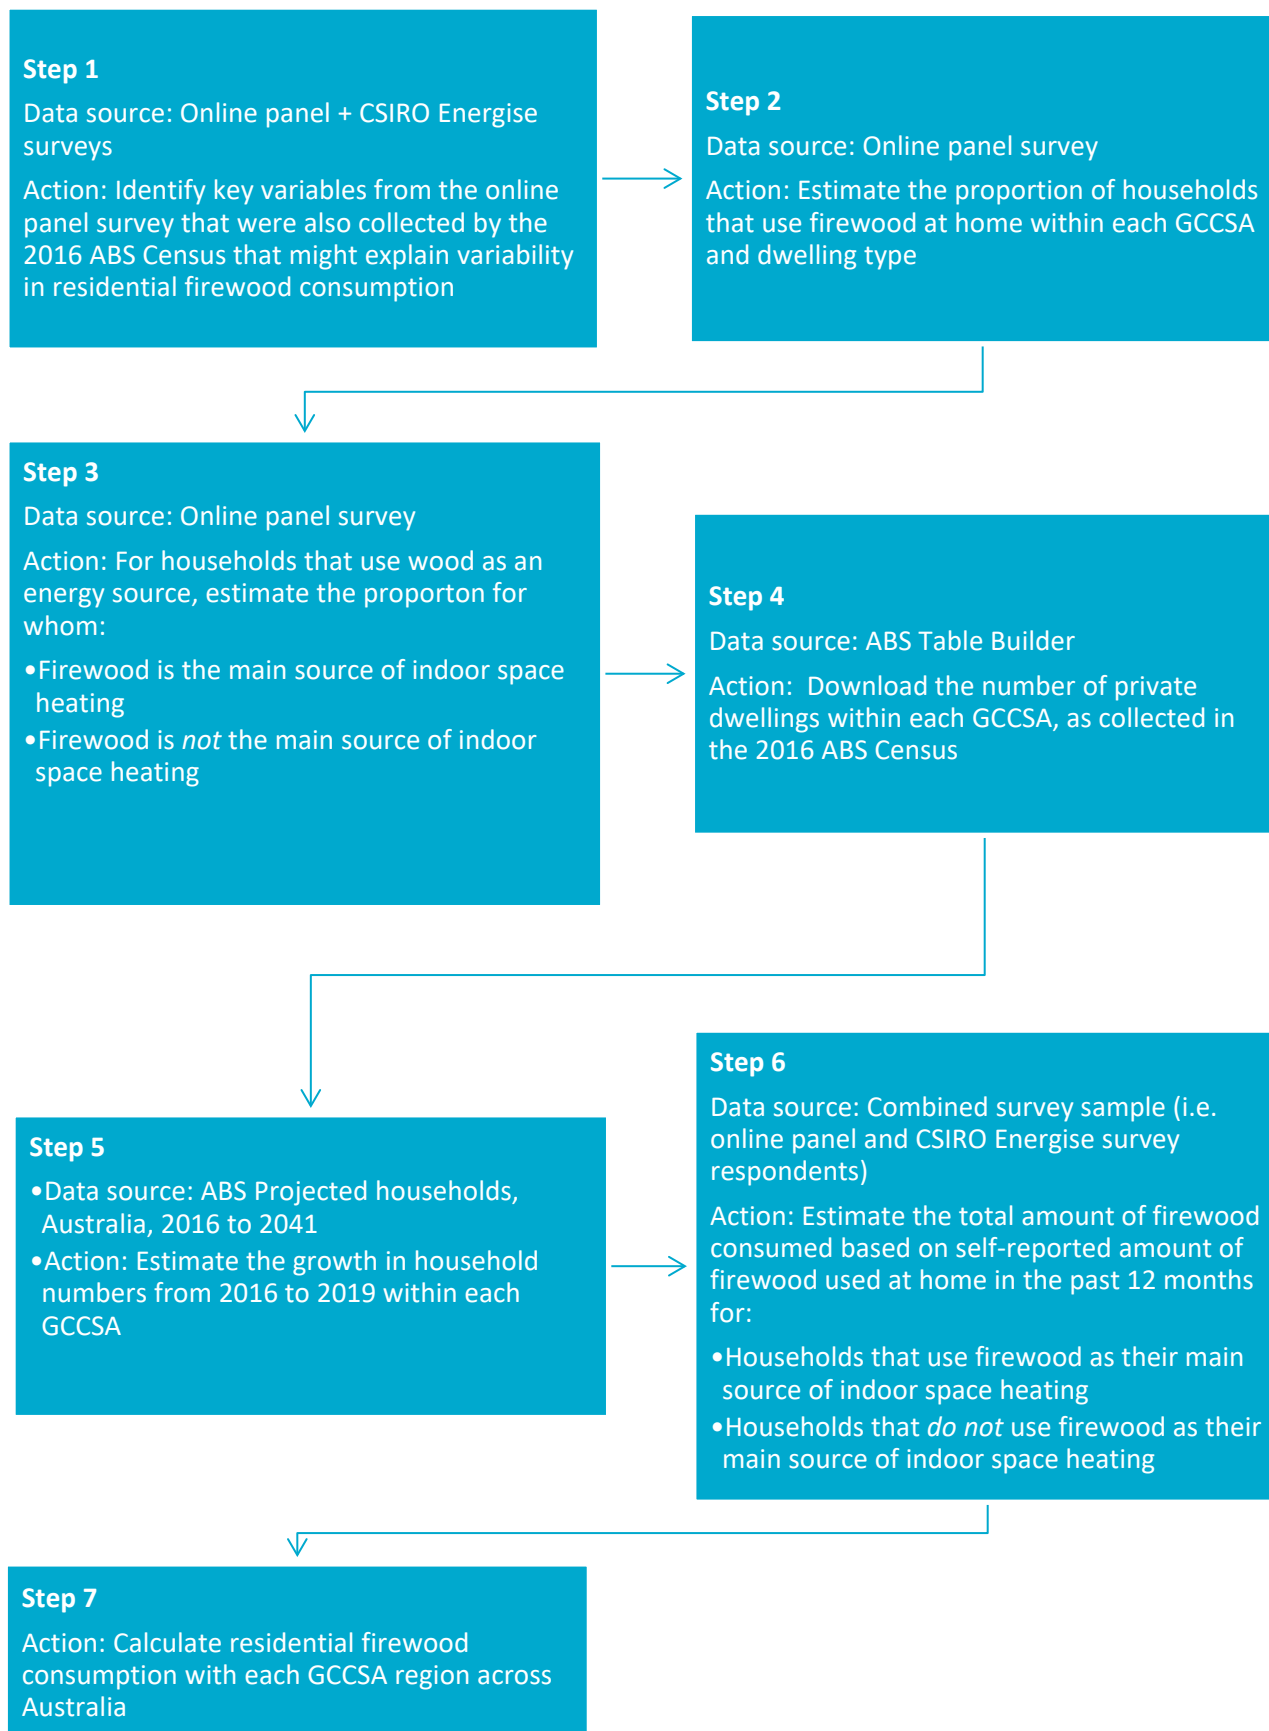 Step 1
Data source: Online panel + CSIRO Energise
surveys
Action: Identify key variables from the online
panel survey that were also collected by the
2016 ABS Census that might explain variability
in residential firewood consumption
Step 2
Data source: Online panel survey
Action: Estimate the proportion of households
that use firewood at home within each GCCSA
and dwelling type
Step 3
Data source: Online panel survey
Action: For households that use wood as an
energy source, estimate the proporton for
whom:
•Firewood is the main source of indoor space
heating
•Firewood is not the main source of indoor
space heating
Step 4
Data source: ABS Table Builder
Action:  Download the number of private
dwellings within each GCCSA, as collected in
the 2016 ABS Census
Step 5
•Data source: ABS Projected households,
Australia, 2016 to 2041
•Action: Estimate the growth in household
numbers from 2016 to 2019 within each
GCCSA
Step 6
Data source: Combined survey sample (i.e.
online panel and CSIRO Energise survey
respondents)
Action: Estimate the total amount of firewood
consumed based on self-reported amount of
firewood used at home in the past 12 months
for:
•Households that use firewood as their main
source of indoor space heating
•Households that do not use firewood as their
main source of indoor space heating
Step 7
Action: Calculate residential firewood
consumption with each GCCSA region across
Australia